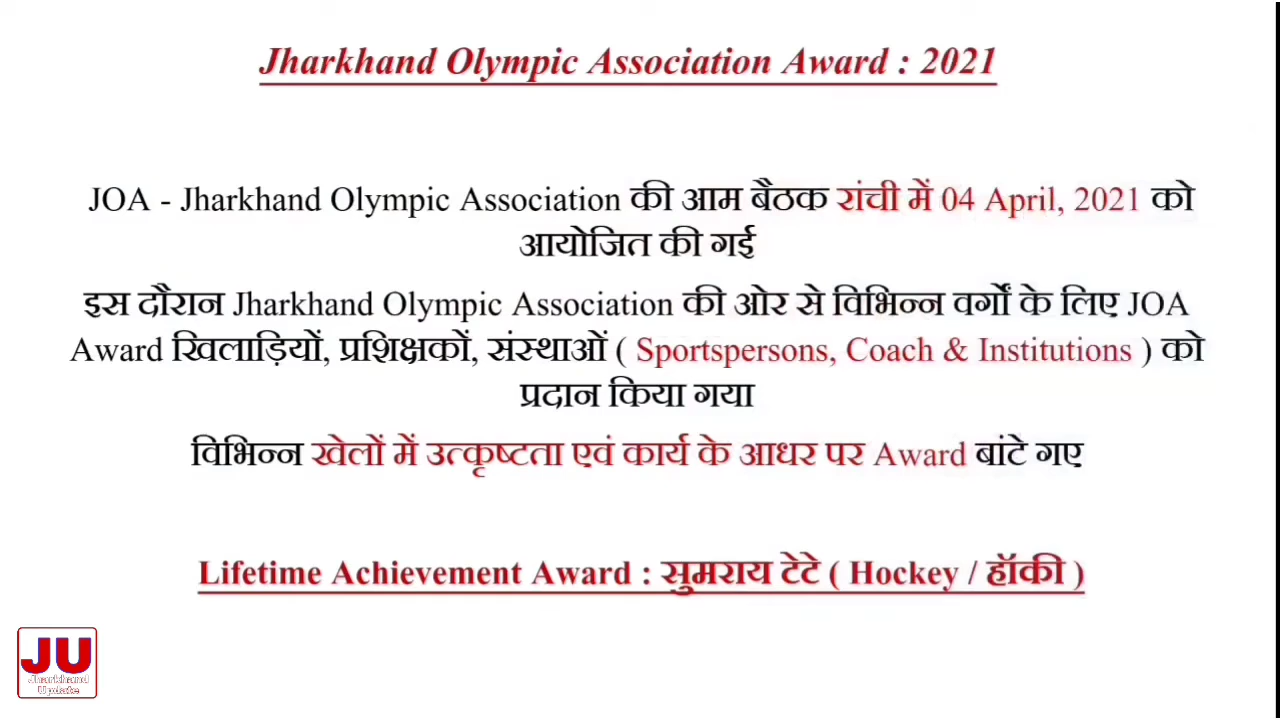 Jharkhand Olympic Association Award : 2021
JOA - Jharkhand Olympic Association की आम बैठक रांची में 04 April, 2021 को
आयोजित की गई
इस दौरान Jharkhand Olympic Association की ओर से विभिन्न वर्गों के लिए JOA
Award खिलाड़ियों, प्रशिक्षकों, संस्थाओं ( Sportspersons, Coach & Institutions ) को
प्रदान किया गया
विभिन्न खेलों में उत्कृष्टता एवं कार्य के आधर पर Award बांटे गए
Lifetime Achievement Award : सुमराय टेटे ( Hockey / हॉकी )
JU
Jharkhand
Update